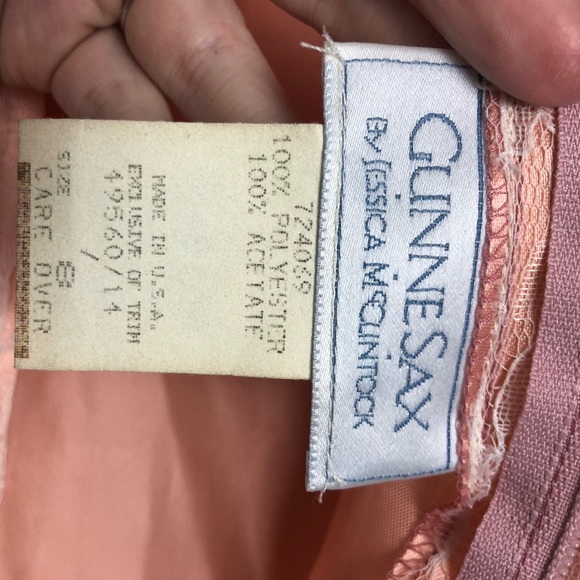 GUNNE SAX
BY JESSICA McCLINTOCK
724089
100% POLYESTER
100% ACETATE
MADE IN U.S.A.
EXCLUSIVE OF TRIM
49560/14
/
SIZE 8
CARE OVER